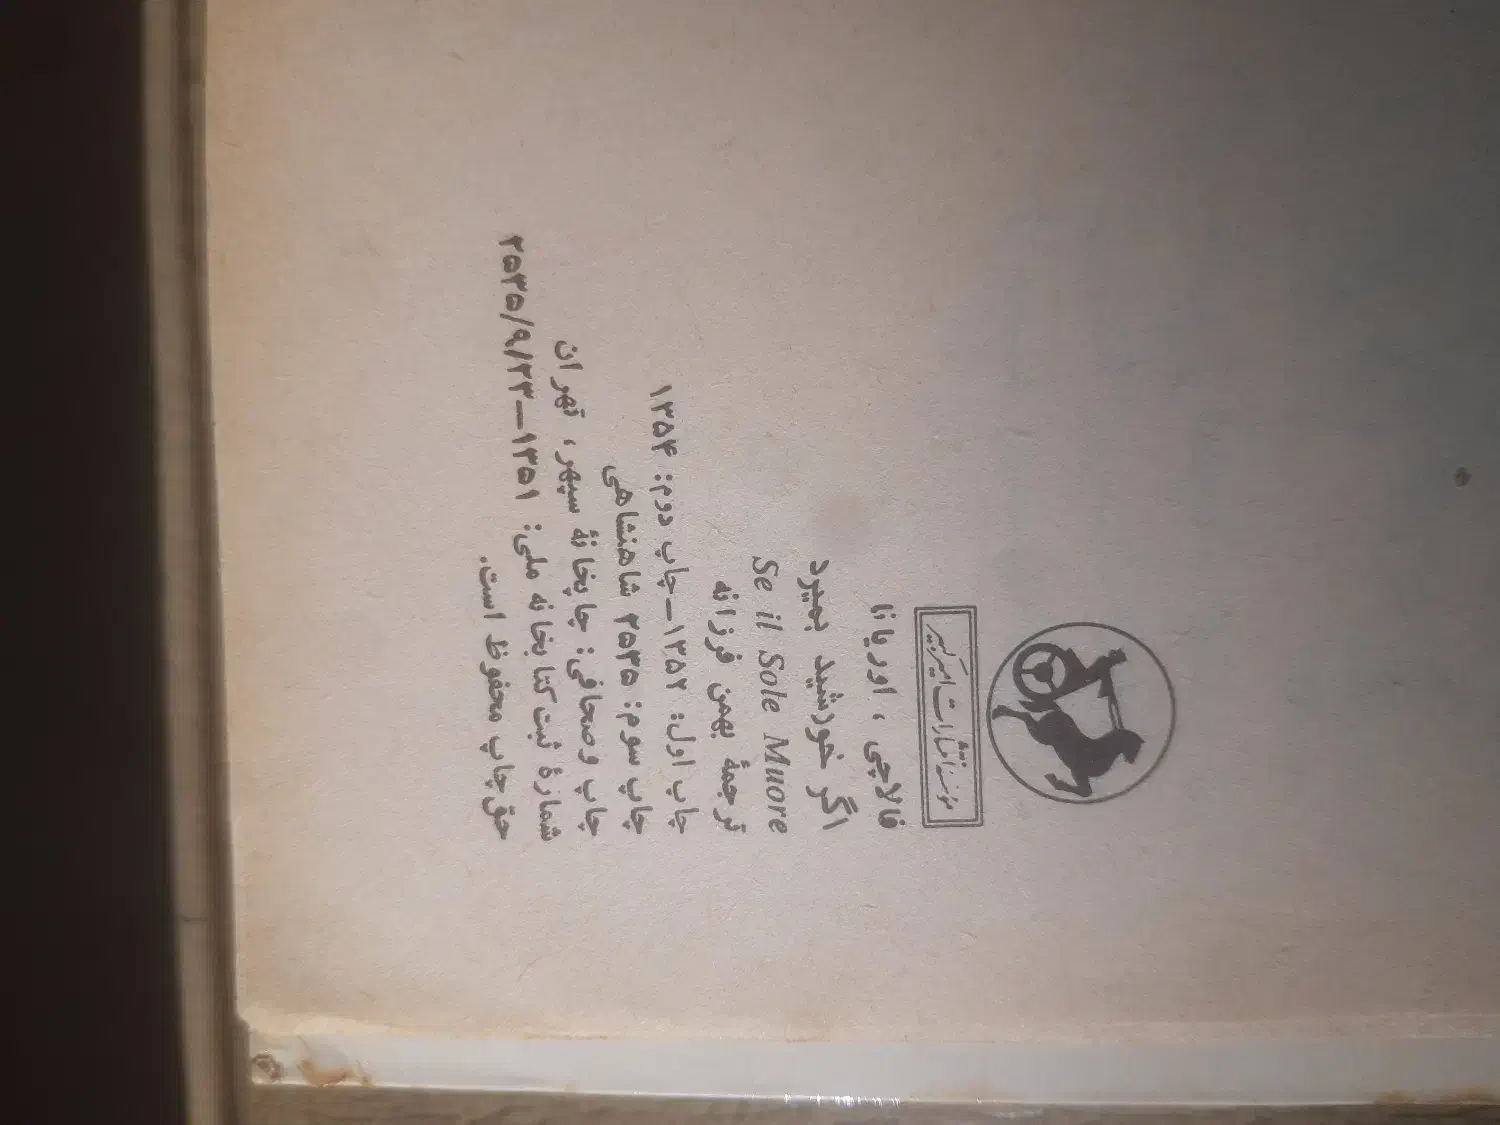 مؤسسه انتشارات امیرکبیر
فالاچی ، اوریانا
اگر خورشید بمیرد
Se il Sole Muore
ترجمهٔ بهمن فرزانه
چاپ اول: ۱۳۵۲ – چاپ دوم: ۱۳۵۴
چاپ سوم: ۲۵۳۵ شاهنشاهی
چاپ و صحافی: چاپخانهٔ سپهر ، تهران
شمارهٔ ثبت کتابخانه ملی: ۱۳۵۱ – ۲۵۳۵/۹/۲۳
حق چاپ محفوظ است.